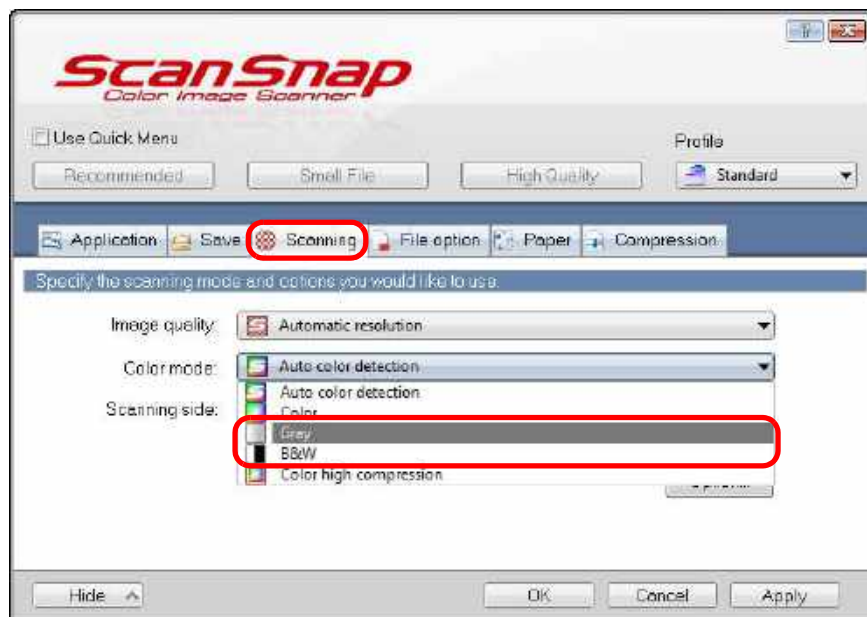 ScanSnap
Color Image Scanner
Use Quick Menu
Profile
Recommended Small File High Quality Standard
Application Save Scanning File option Paper Compression
Specify the scanning mode and options you would like to use.
Image quality: Automatic resolution
Color mode: Auto color detection
Auto color detection
Scanning side: Color
Gray
B&W
Color high compression
Hide OK Cancel Apply